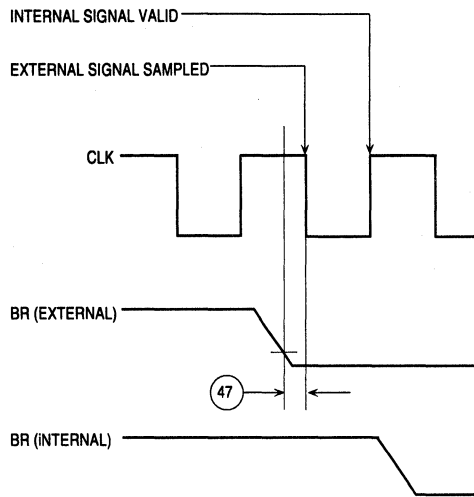 INTERNAL SIGNAL VALID
EXTERNAL SIGNAL SAMPLED
CLK
BR (EXTERNAL)
47
BR (iNTERNAL)